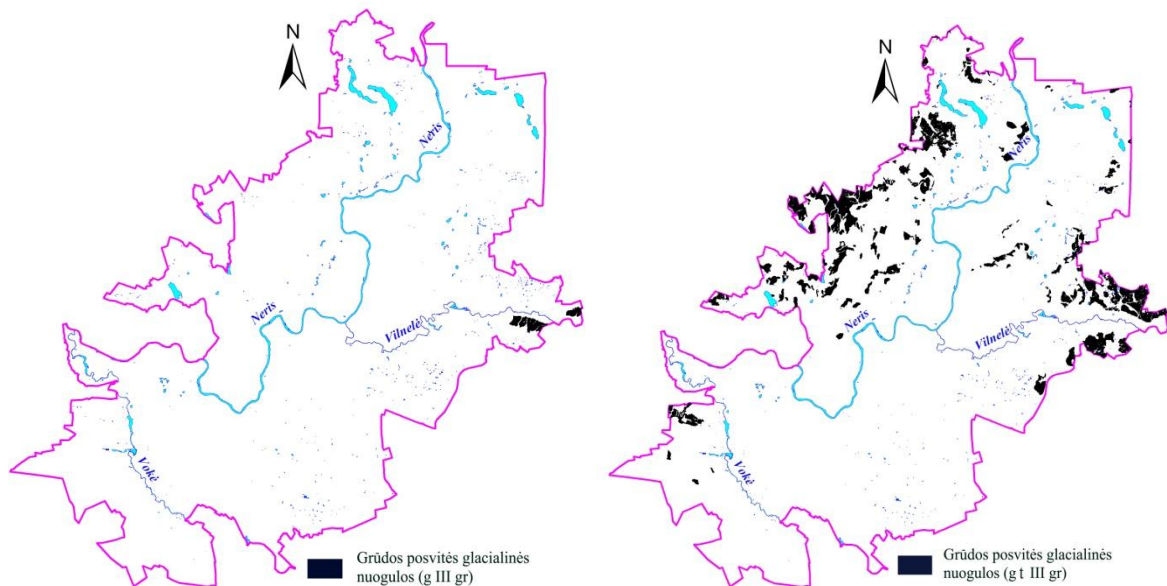 N
Neris
Neris
Vilnelė
Vokė
Grūdos posvitės glacialinės
nuogulos (g III gr)
N
Neris
Neris
Vilnelė
Vokė
Grūdos posvitės glacialinės
nuogulos (g t III gr)